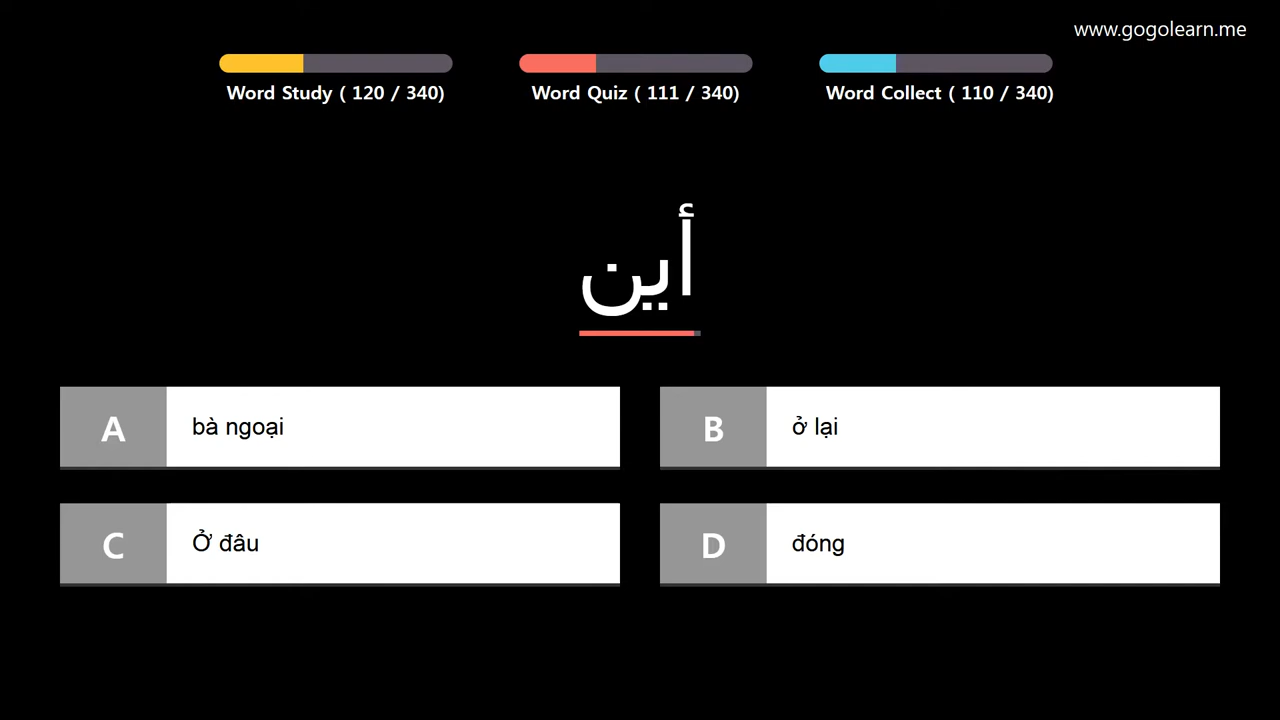 www.gogolearn.me
Word Study ( 120 / 340)
Word Quiz ( 111 / 340)
Word Collect ( 110 / 340)
أين
A bà ngoại
B ở lại
C Ở đâu
D đóng